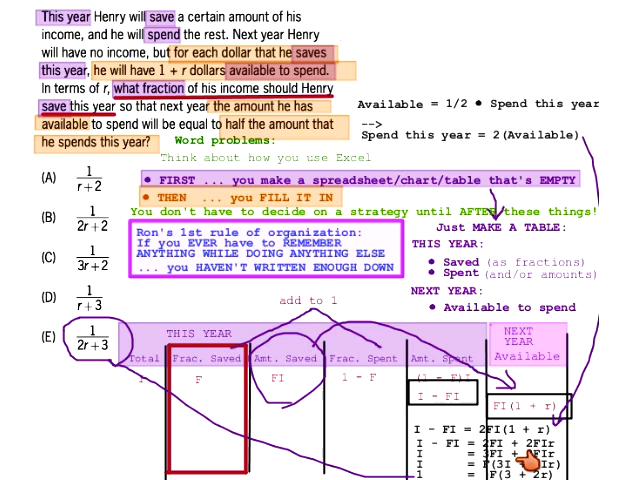 This year Henry will save a certain amount of his
income, and he will spend the rest. Next year Henry
will have no income, but for each dollar that he saves
this year, he will have 1 + r dollars available to spend.
In terms of r, what fraction of his income should Henry
save this year so that next year the amount he has
available to spend will be equal to half the amount that
he spends this year?
Available = 1/2 • Spend this year
-->
Spend this year = 2(Available)
Word problems:
Think about how you use Excel
• FIRST ... you make a spreadsheet/chart/table that's EMPTY
• THEN ... you FILL IT IN
You don't have to decide on a strategy until AFTER these things!
(A) 1/(r+2)
(B) 1/(2r+2)
(C) 1/(3r+2)
(D) 1/(r+3)
(E) 1/(2r+3)
Ron's 1st rule of organization:
If you EVER have to REMEMBER
ANYTHING WHILE DOING ANYTHING ELSE
... you HAVEN'T WRITTEN ENOUGH DOWN
Just MAKE A TABLE:
THIS YEAR:
• Saved (as fractions)
• Spent (and/or amounts)
NEXT YEAR:
• Available to spend
add to 1
THIS YEAR
NEXT
YEAR
Available
Total Frac. Saved Amt. Saved Frac. Spent Amt. Spent
I F FI 1 - F (1 - F)I
I - FI
FI(1 + r)
I - FI = 2FI(1 + r)
I - FI = 2FI + 2FIr
I = 3FI + 2FIr
I = F(3I + 2Ir)
1 = F(3 + 2r)